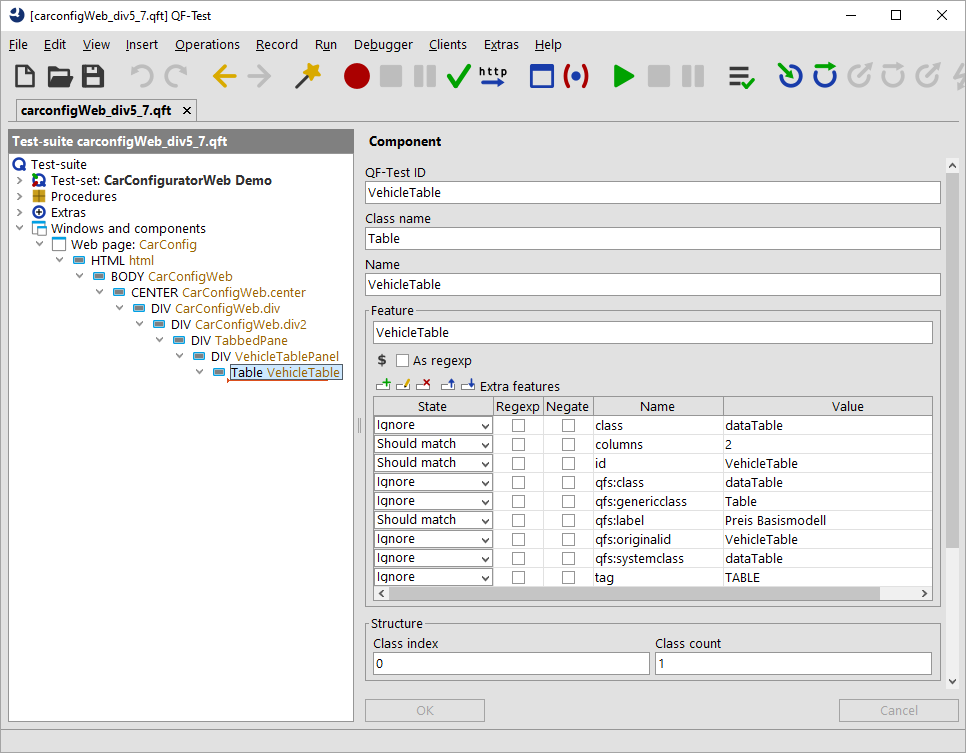 [carconfigWeb_div5_7.qft] QF-Test
File Edit View Insert Operations Record Run Debugger Clients Extras Help
http
carconfigWeb_div5_7.qft ×
Test-suite carconfigWeb_div5_7.qft
Test-suite
Test-set: CarConfiguratorWeb Demo
Procedures
Extras
Windows and components
Web page: CarConfig
HTML html
BODY CarConfigWeb
CENTER CarConfigWeb.center
DIV CarConfigWeb.div
DIV CarConfigWeb.div2
DIV TabbedPane
DIV VehicleTablePanel
Table VehicleTable
Component
QF-Test ID
VehicleTable
Class name
Table
Name
VehicleTable
Feature
VehicleTable
$ As regexp
Extra features
State Regexp Negate Name Value
Ignore class dataTable
Should match columns 2
Should match id VehicleTable
Ignore qfs:class dataTable
Ignore qfs:genericclass Table
Should match qfs:label Preis Basismodell
Ignore qfs:originalid VehicleTable
Ignore qfs:systemclass dataTable
Ignore tag TABLE
Structure
Class index Class count
0 1
OK Cancel